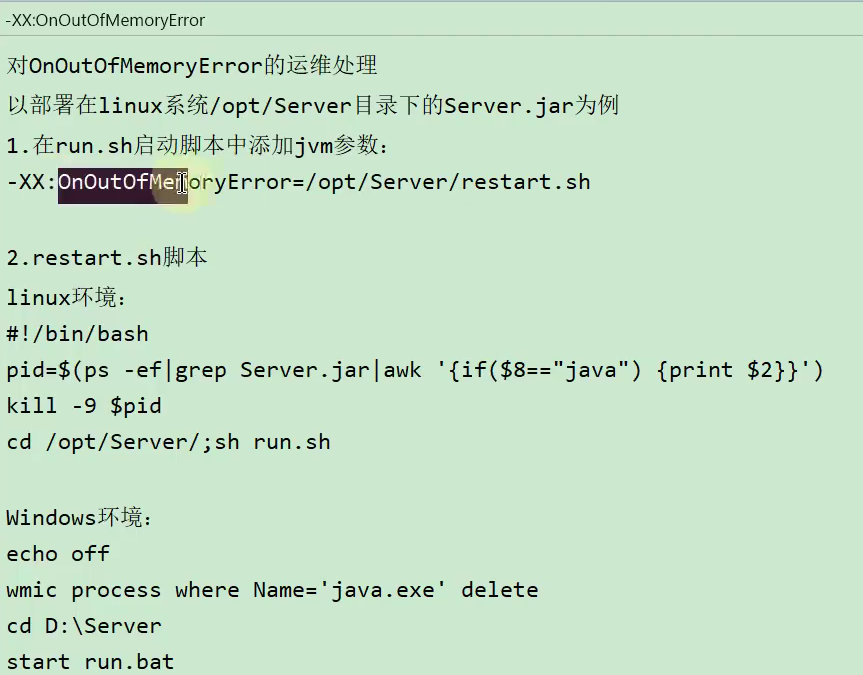 -XX:OnOutOfMemoryError
对OnOutOfMemoryError的运维处理
以部署在linux系统/opt/Server目录下的Server.jar为例
1.在run.sh启动脚本中添加jvm参数：
-XX:OnOutOfMemoryError=/opt/Server/restart.sh
2.restart.sh脚本
linux环境：
#!/bin/bash
pid=$(ps -ef|grep Server.jar|awk '{if($8=="java") {print $2}}')
kill -9 $pid
cd /opt/Server/;sh run.sh
Windows环境：
echo off
wmic process where Name='java.exe' delete
cd D:\Server
start run.bat